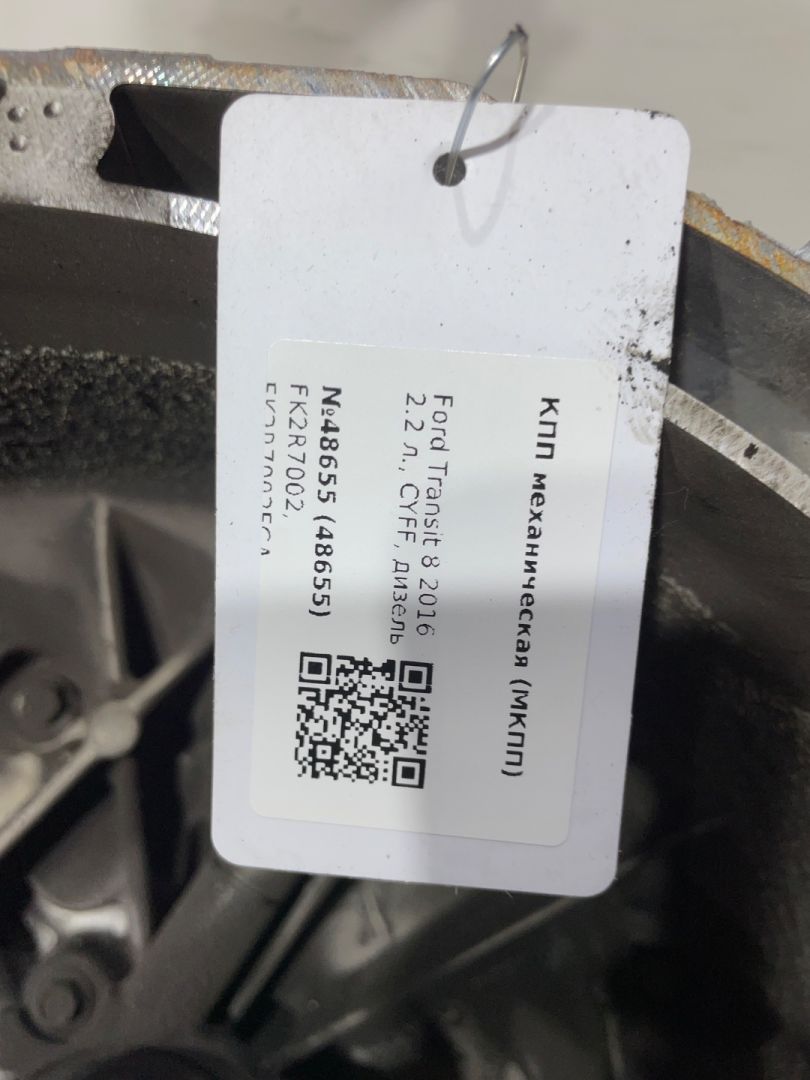 КПП механическая (МКПП)
Ford Transit 8 2016
2.2 л., CYFF, дизель
№48655 (48655)
FK2R7002,